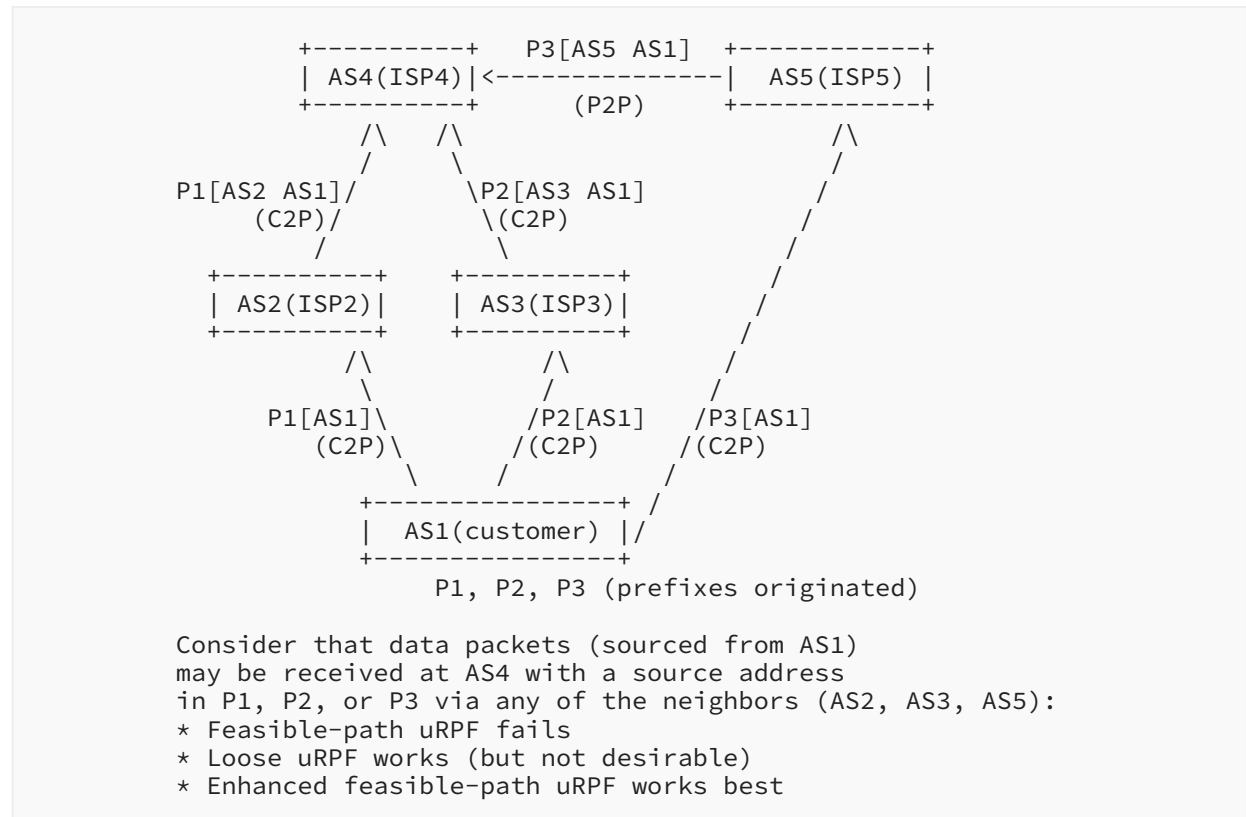 +----------+   P3[AS5 AS1]  +------------+
| AS4(ISP4)|<---------------|  AS5(ISP5) |
+----------+      (P2P)     +------------+
/\   /\                        /\
/     \                        /
P1[AS2 AS1]/       \P2[AS3 AS1]          /
(C2P)/         \(C2P)              /
/           \                 /
+----------+    +----------+        /
| AS2(ISP2)|    | AS3(ISP3)|       /
+----------+    +----------+      /
/\           /\           /
\           /           /
P1[AS1]\         /P2[AS1]   /P3[AS1]
(C2P)\       /(C2P)     /(C2P)
\     /          /
+----------------+ /
|  AS1(customer) |/
+----------------+
P1, P2, P3 (prefixes originated)
Consider that data packets (sourced from AS1)
may be received at AS4 with a source address
in P1, P2, or P3 via any of the neighbors (AS2, AS3, AS5):
* Feasible-path uRPF fails
* Loose uRPF works (but not desirable)
* Enhanced feasible-path uRPF works best